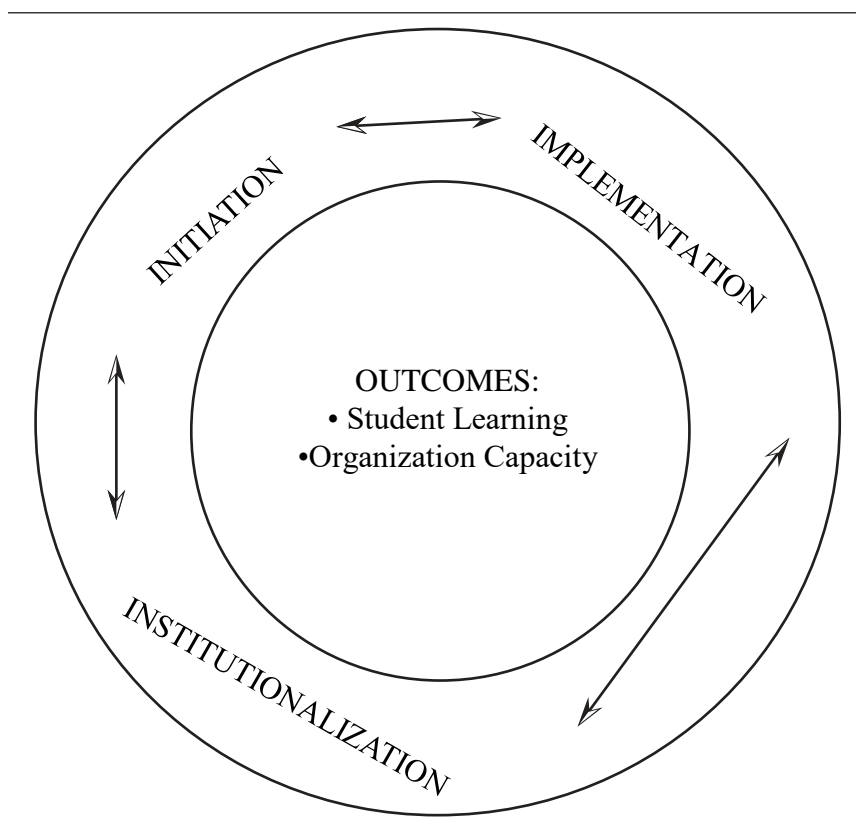 INITIATION
IMPLEMENTATION
OUTCOMES:
• Student Learning
•Organization Capacity
INSTITUTIONALIZATION